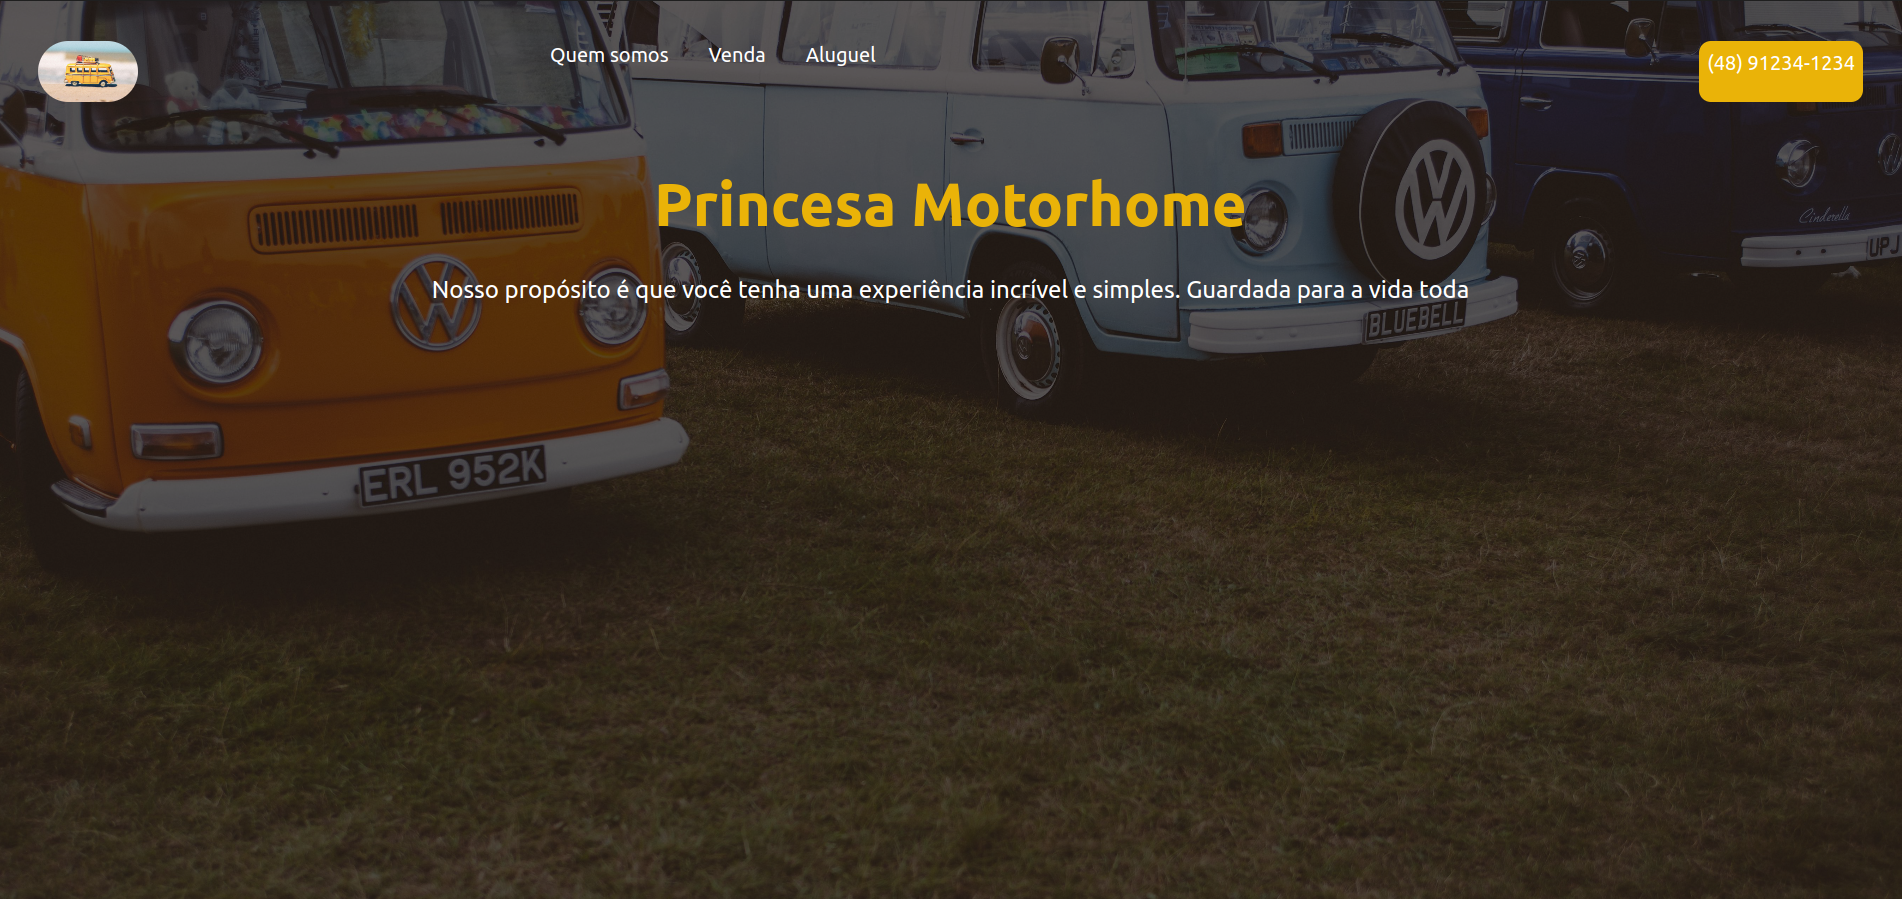 Quem somos Venda Aluguel
(48) 91234-1234
Princesa Motorhome
Nosso propósito é que você tenha uma experiência incrível e simples. Guardada para a vida toda
Cinderella
UPJ
BLUEBELL
ERL 952K